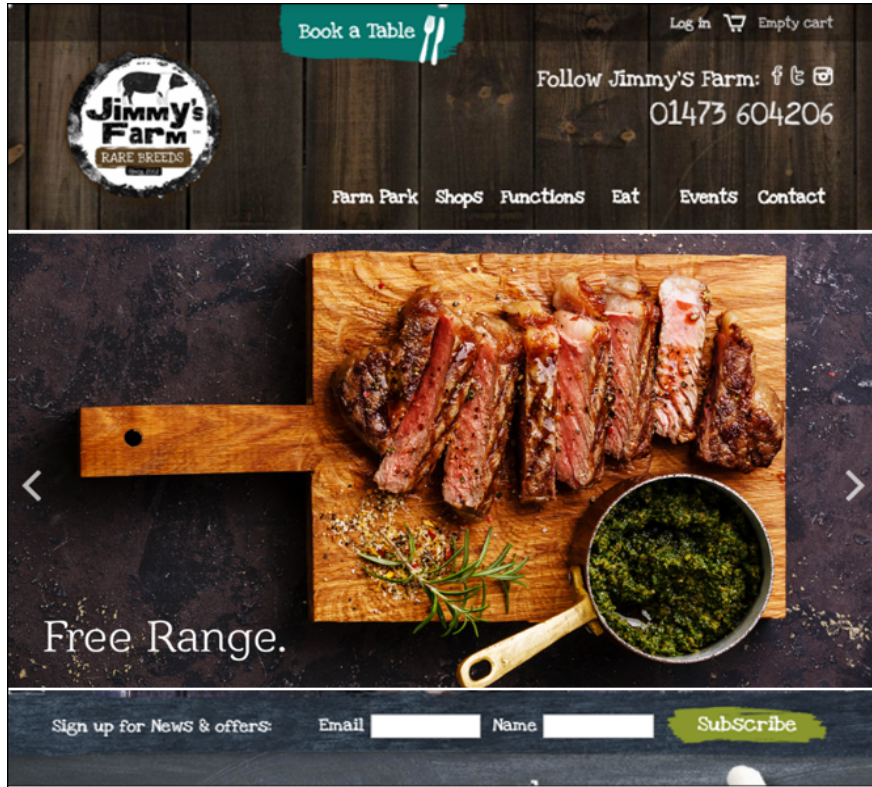 Book a Table
Log in Empty cart
Follow Jimmy's Farm:
01473 604206
Jimmy's
Farm
RARE BREEDS
Farm Park Shops Functions Eat Events Contact
Free Range.
Sign up for News & offers: Email Name Subscribe